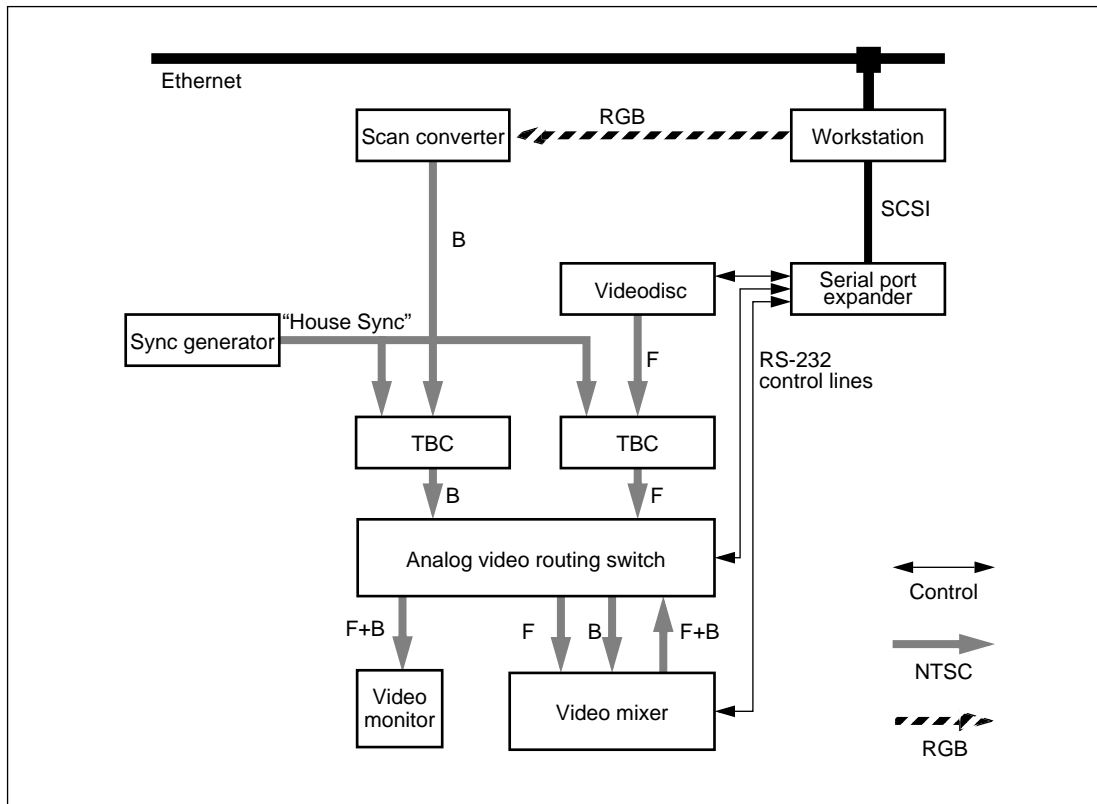 Ethernet
RGB
Scan converter
Workstation
SCSI
B
Videodisc
Serial port
expander
"House Sync"
Sync generator
F
RS-232
control lines
TBC
TBC
B
F
Analog video routing switch
Control
F+B
F
B
F+B
NTSC
Video
monitor
Video mixer
RGB